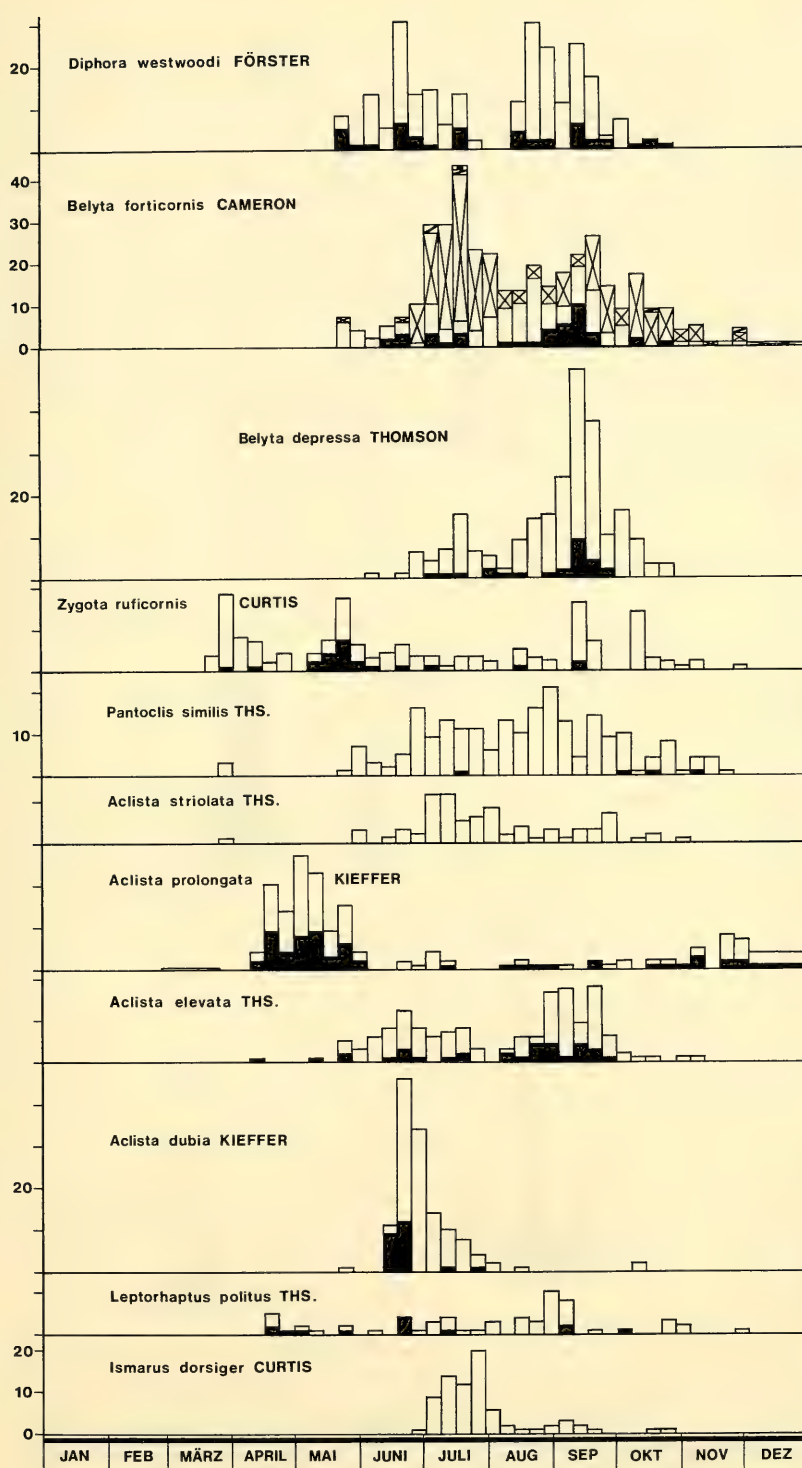 20
Diphora westwoodi FÖRSTER
40
30
20
10
0
Belyta forticornis CAMERON
Belyta depressa THOMSON
20
Zygota ruficornis CURTIS
Pantoclis similis THS.
10
Aclista striolata THS.
Aclista prolongata KIEFFER
Aclista elevata THS.
Aclista dubia KIEFFER
20
Leptorhaptus politus THS.
20
10
0
Ismarus dorsiger CURTIS
JAN FEB MÄRZ APRIL MAI JUNI JULI AUG SEP OKT NOV DEZ